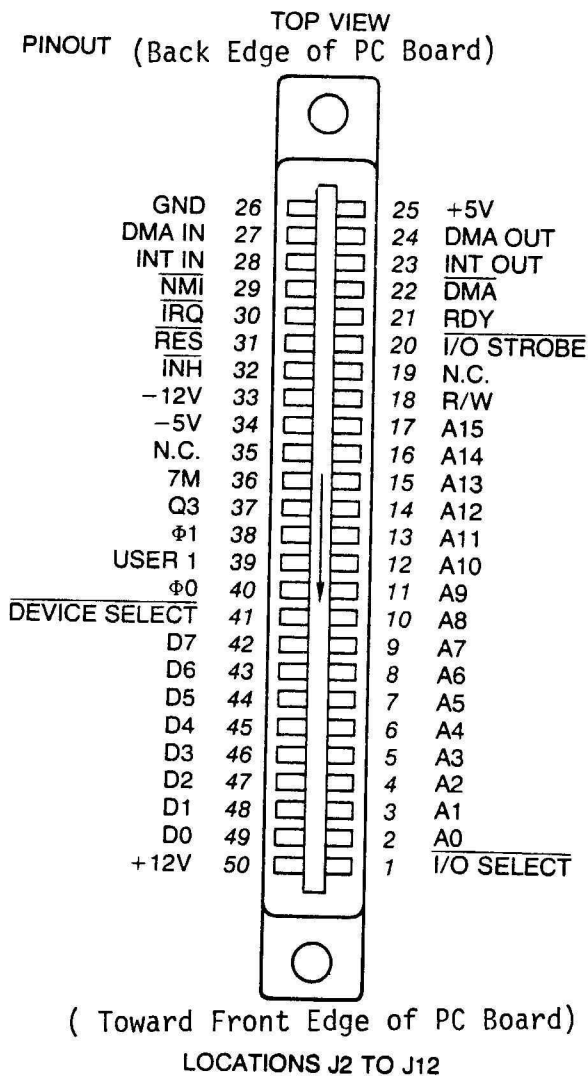 TOP VIEW
PINOUT (Back Edge of PC Board)
GND 26 25 +5V
DMA IN 27 24 DMA OUT
INT IN 28 23 INT OUT
NMI 29 22 DMA
IRQ 30 21 RDY
RES 31 20 I/O STROBE
INH 32 19 N.C.
−12V 33 18 R/W
−5V 34 17 A15
N.C. 35 16 A14
7M 36 15 A13
Q3 37 14 A12
Φ1 38 13 A11
USER 1 39 12 A10
Φ0 40 11 A9
DEVICE SELECT 41 10 A8
D7 42 9 A7
D6 43 8 A6
D5 44 7 A5
D4 45 6 A4
D3 46 5 A3
D2 47 4 A2
D1 48 3 A1
D0 49 2 A0
+12V 50 1 I/O SELECT
( Toward Front Edge of PC Board)
LOCATIONS J2 TO J12